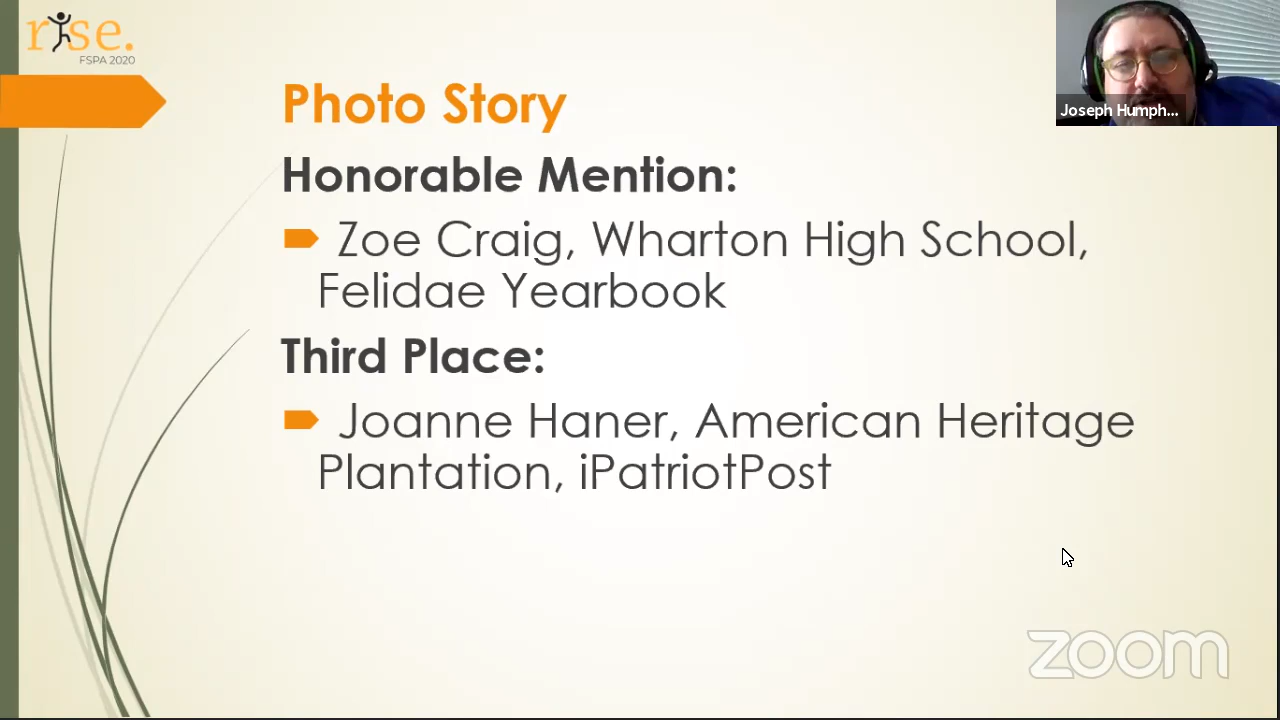 rise.
FSPA 2020
Photo Story
Honorable Mention:
Zoe Craig, Wharton High School,
Felidae Yearbook
Third Place:
Joanne Haner, American Heritage
Plantation, iPatriotPost
Joseph Humph...
zoom